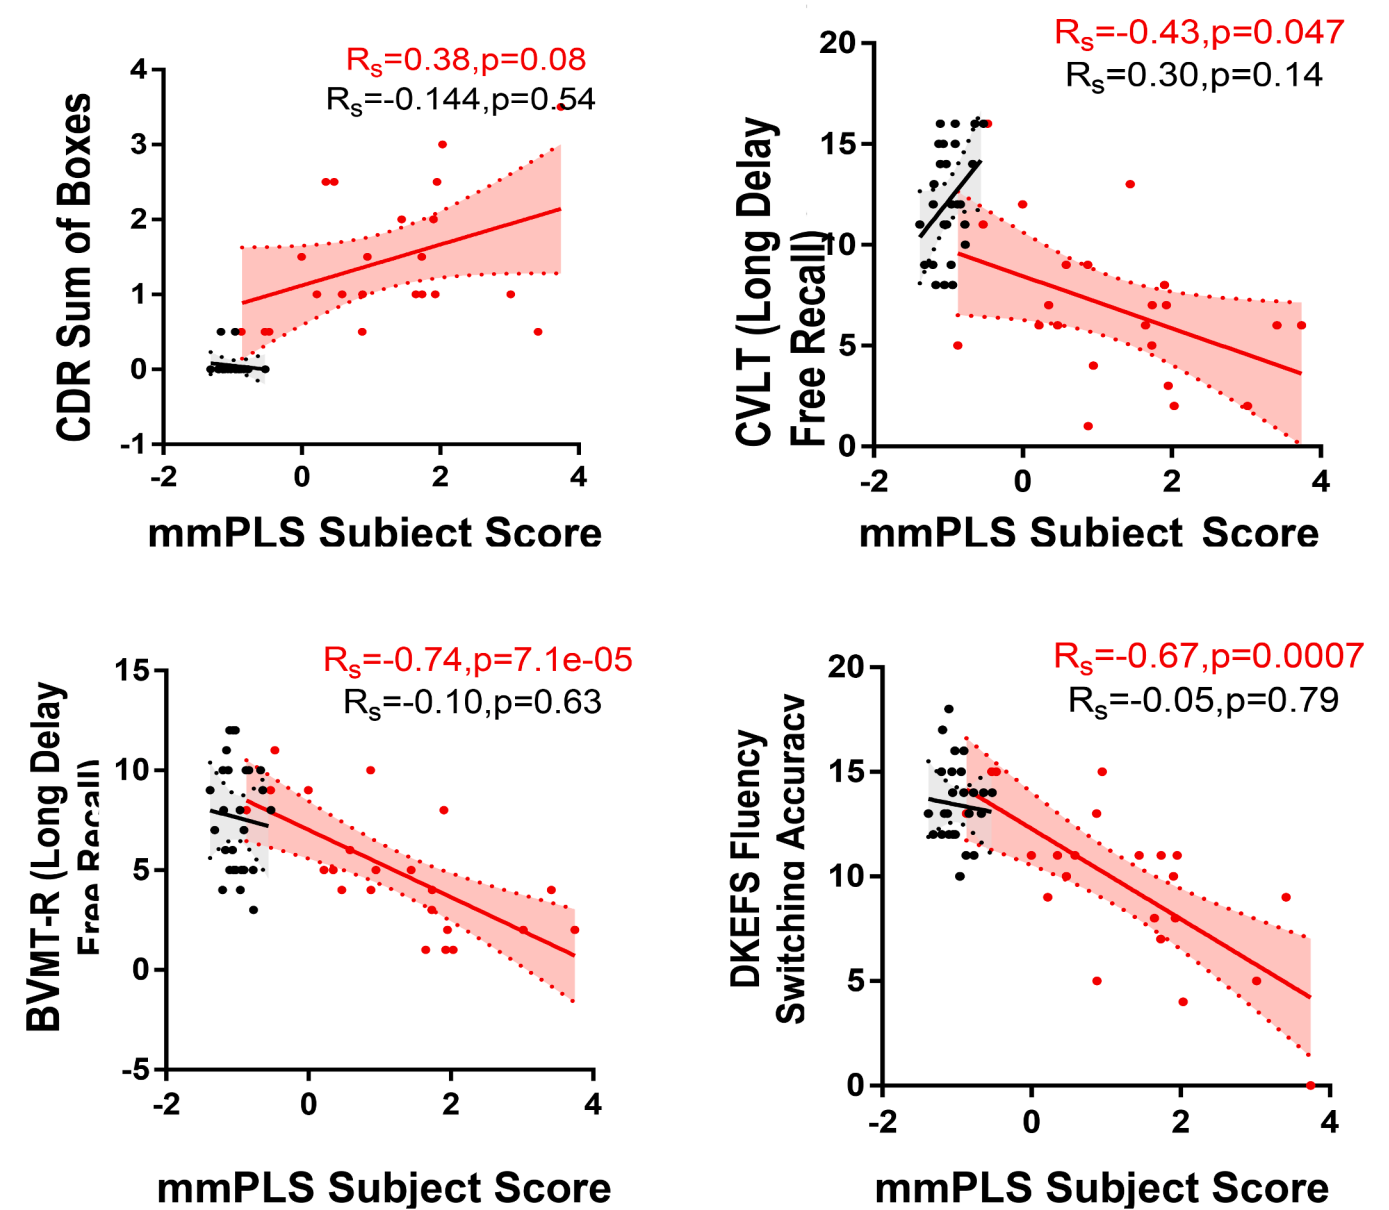 Rs=0.38,p=0.08
Rs=-0.144,p=0.54
CDR Sum of Boxes
4
3
2
1
0
-1
-2
0
2
4
mmPLS Subject Score
Rs=-0.43,p=0.047
Rs=0.30,p=0.14
CVLT (Long Delay
Free Recall)
20
15
10
5
0
-2
0
2
4
mmPLS Subject Score
Rs=-0.74,p=7.1e-05
Rs=-0.10,p=0.63
BVMT-R (Long Delay
Free Recall)
15
10
5
0
-5
-2
0
2
4
mmPLS Subject Score
Rs=-0.67,p=0.0007
Rs=-0.05,p=0.79
DKEFS Fluency
Switching Accuracy
20
15
10
5
0
-2
0
2
4
mmPLS Subject Score